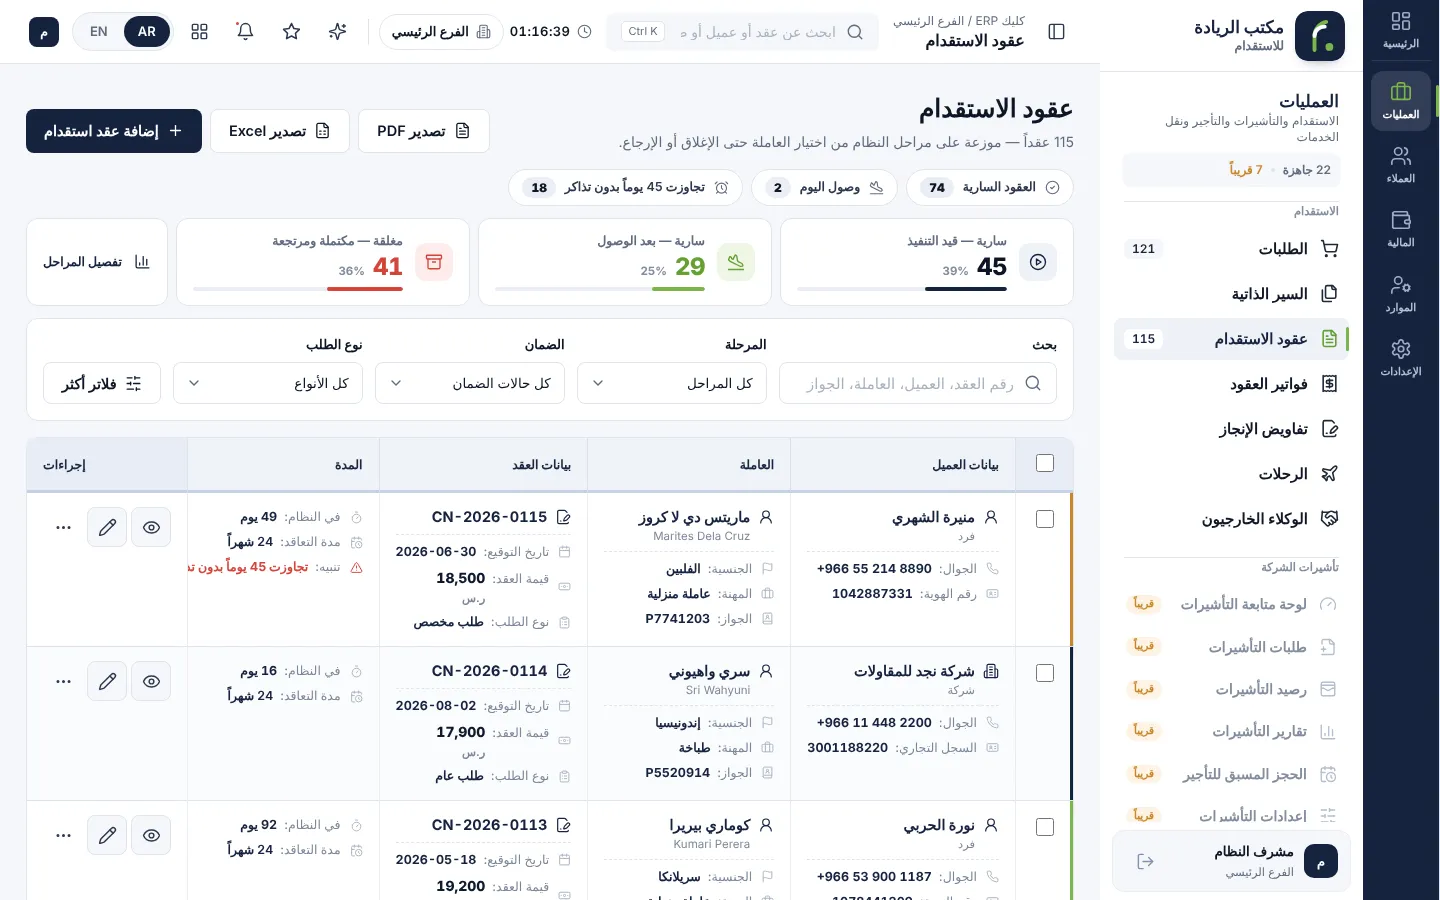 الرئيسية
العمليات
العملاء
المالية
الموارد
الإعدادات
مكتب الريادة
للاستقدام
العمليات
الاستقدام والتأشيرات والتأجير ونقل
الخدمات
22 جاهزة • 7 قريباً
الاستقدام
الطلبات 121
السير الذاتية
عقود الاستقدام 115
فواتير العقود
تفاويض الإنجاز
الرحلات
الوكلاء الخارجيون
تأشيرات الشركة
لوحة متابعة التأشيرات قريباً
طلبات التأشيرات قريباً
رصيد التأشيرات قريباً
تقارير التأشيرات قريباً
الحجز المسبق للتأجير قريباً
إعدادات التأشيرات قريباً
م
مشرف النظام
الفرع الرئيسي
كليك ERP / الفرع الرئيسي
عقود الاستقدام
ابحث عن عقد أو عميل أو Ctrl K
01:16:39
الفرع الرئيسي
AR EN
م
عقود الاستقدام
115 عقداً — موزعة على مراحل النظام من اختيار العاملة حتى الإغلاق أو الإرجاع.
تصدير PDF
تصدير Excel
إضافة عقد استقدام
العقود السارية 74
وصول اليوم 2
تجاوزت 45 يوماً بدون تذاكر 18
سارية — قيد التنفيذ
45 39%
سارية — بعد الوصول
29 25%
مغلقة — مكتملة ومرتجعة
41 36%
تفصيل المراحل
بحث
رقم العقد، العميل، العاملة، الجواز
المرحلة
كل المراحل
الضمان
كل حالات الضمان
نوع الطلب
كل الأنواع
فلاتر أكثر
بيانات العميل العاملة بيانات العقد المدة إجراءات
منيرة الشهري
فرد
الجوال: +966 55 214 8890
رقم الهوية: 1042887331
ماريتس دي لا كروز
Marites Dela Cruz
الجنسية: الفلبين
المهنة: عاملة منزلية
الجواز: P7741203
CN-2026-0115
تاريخ التوقيع: 2026-06-30
قيمة العقد: 18,500
ر.س
نوع الطلب: طلب مخصص
في النظام: 49 يوم
مدة التعاقد: 24 شهراً
تنبيه: تجاوزت 45 يوماً بدون
شركة نجد للمقاولات
شركة
الجوال: +966 11 448 2200
السجل التجاري: 3001188220
سري واهيوني
Sri Wahyuni
الجنسية: إندونيسيا
المهنة: طباخة
الجواز: P5520914
CN-2026-0114
تاريخ التوقيع: 2026-08-02
قيمة العقد: 17,900
ر.س
نوع الطلب: طلب عام
في النظام: 16 يوم
مدة التعاقد: 24 شهراً
نورة الحربي
فرد
الجوال: +966 53 900 1187
كوماري بيريرا
Kumari Perera
الجنسية: سريلانكا
CN-2026-0113
تاريخ التوقيع: 2026-05-18
قيمة العقد: 19,200
في النظام: 92 يوم
مدة التعاقد: 24 شهراً